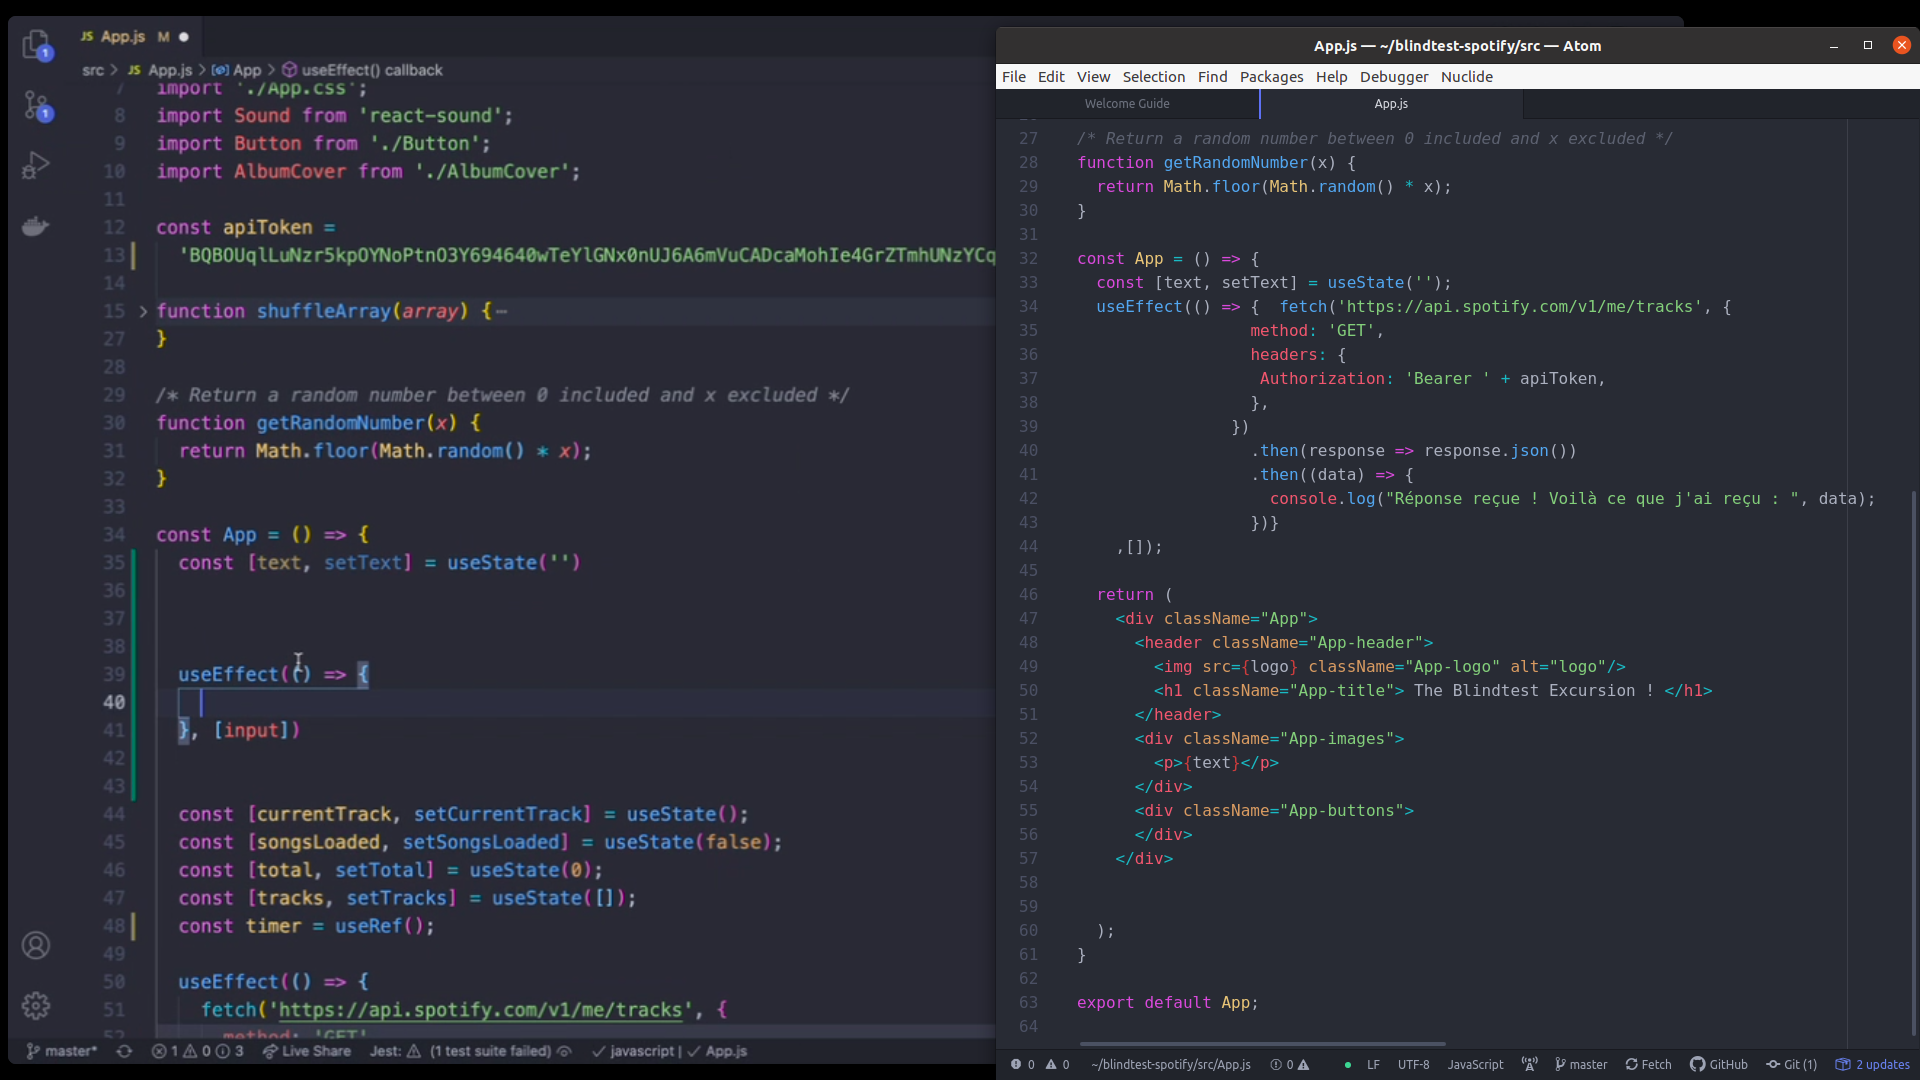 JS App.js M
src > JS App.js > App > useEffect() callback
7 import './App.css';
8 import Sound from 'react-sound';
9 import Button from './Button';
10 import AlbumCover from './AlbumCover';
11
12 const apiToken =
13 'BQBOUqlLuNzr5kpOYNoPtnO3Y694640wTeYlGNx0nUJ6A6mVuCADcaMohIe4GrZTmhUNzYCq
14
15 function shuffleArray(array) {⋯
27 }
28
29 /* Return a random number between 0 included and x excluded */
30 function getRandomNumber(x) {
31 return Math.floor(Math.random() * x);
32 }
33
34 const App = () => {
35 const [text, setText] = useState('')
36
37
38
39 useEffect(() => {
40
41 }, [input])
42
43
44 const [currentTrack, setCurrentTrack] = useState();
45 const [songsLoaded, setSongsLoaded] = useState(false);
46 const [total, setTotal] = useState(0);
47 const [tracks, setTracks] = useState([]);
48 const timer = useRef();
49
50 useEffect(() => {
51 fetch('https://api.spotify.com/v1/me/tracks', {
52 method: 'GET'
master* 1 0 3 Live Share Jest: (1 test suite failed) javascript | App.js
1
1
App.js — ~/blindtest-spotify/src — Atom
File Edit View Selection Find Packages Help Debugger Nuclide
Welcome Guide App.js
27 /* Return a random number between 0 included and x excluded */
28 function getRandomNumber(x) {
29 return Math.floor(Math.random() * x);
30 }
31
32 const App = () => {
33 const [text, setText] = useState('');
34 useEffect(() => { fetch('https://api.spotify.com/v1/me/tracks', {
35 method: 'GET',
36 headers: {
37 Authorization: 'Bearer ' + apiToken,
38 },
39 })
40 .then(response => response.json())
41 .then((data) => {
42 console.log("Réponse reçue ! Voilà ce que j'ai reçu : ", data);
43 })}
44 ,[]);
45
46 return (
47 <div className="App">
48 <header className="App-header">
49 <img src={logo} className="App-logo" alt="logo"/>
50 <h1 className="App-title"> The Blindtest Excursion ! </h1>
51 </header>
52 <div className="App-images">
53 <p>{text}</p>
54 </div>
55 <div className="App-buttons">
56 </div>
57 </div>
58
59
60 );
61 }
62
63 export default App;
64
0 0 ~/blindtest-spotify/src/App.js 0 LF UTF-8 JavaScript master Fetch GitHub Git (1) 2 updates